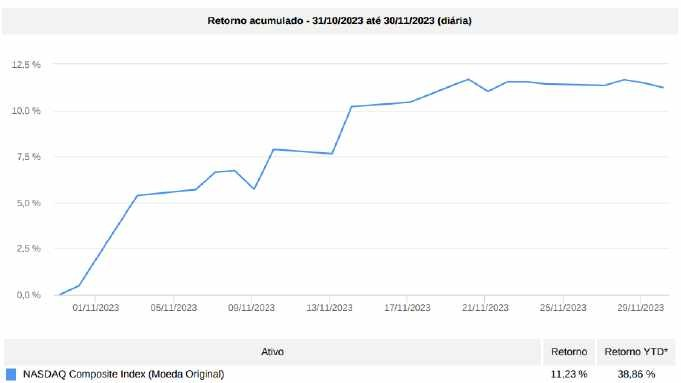 Retorno acumulado - 31/10/2023 até 30/11/2023 (diária)
12,5 %
10,0 %
7,5 %
5,0 %
2,5 %
0,0 %
01/11/2023 05/11/2023 09/11/2023 13/11/2023 17/11/2023 21/11/2023 25/11/2023 29/11/2023
Ativo Retorno Retorno YTD*
NASDAQ Composite Index (Moeda Original) 11,23 % 38,86 %